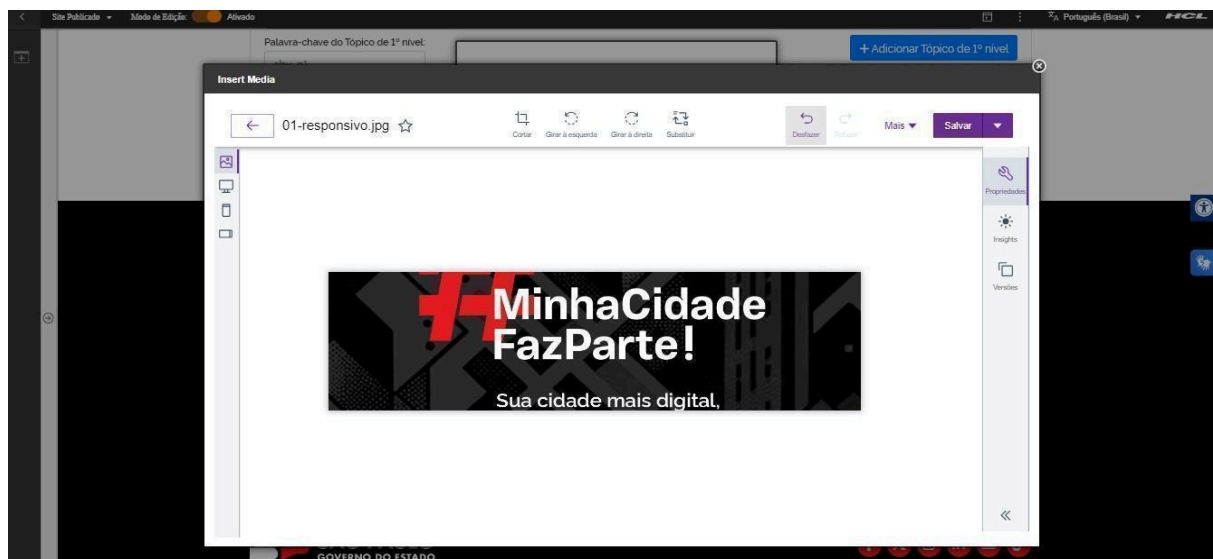 Site Publicado
Modo de Edição:
Ativado
Português (Brasil)
HCL
Palavra-chave do Tópico de 1º nível:
+ Adicionar Tópico de 1º nível
Insert Media
01-responsivo.jpg
Cortar
Girar à esquerda
Girar à direita
Substituir
Desfazer
Refazer
Mais
Salvar
Propriedades
Insights
Versões
#MinhaCidade
FazParte!
Sua cidade mais digital,
GOVERNO DO ESTADO